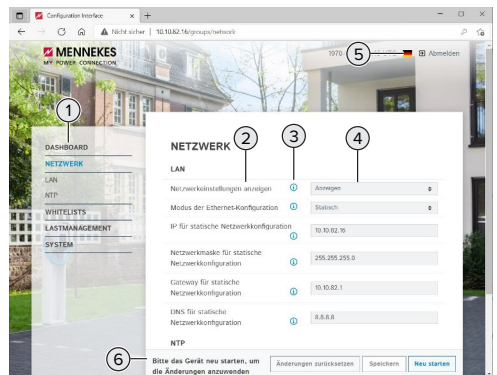 Configuration Interface
Nicht sicher | 10.10.82.16/groups/network
MENNEKES
MY POWER CONNECTION
1970
5
Abmelden
1
2
3
4
DASHBOARD
NETZWERK
LAN
NTP
WHITELISTS
LASTMANAGEMENT
SYSTEM
NETZWERK
LAN
Netzwerkeinstellungen anzeigen
Anzeigen
Modus der Ethernet-Konfiguration
Statisch
IP für statische Netzwerkkonfiguration
10.10.82.16
Netzwerkmaske für statische
Netzwerkkonfiguration
255.255.255.0
Gateway für statische
Netzwerkkonfiguration
10.10.82.1
DNS für statische
Netzwerkkonfiguration
8.8.8.8
NTP
6
Bitte das Gerät neu starten, um
die Änderungen anzuwenden
Änderungen zurücksetzen
Speichern
Neu starten